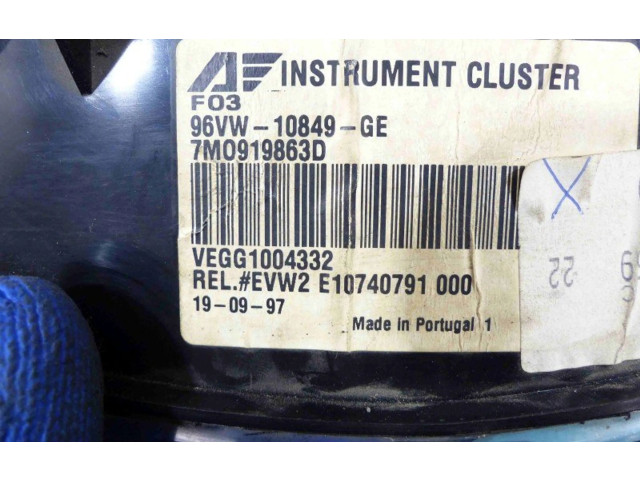 AF INSTRUMENT CLUSTER
F03
96VW-10849-GE
7M0919863D
VEGG1004332
REL.#EVW2 E10740791 000
19-09-97
Made in Portugal 1
X
22